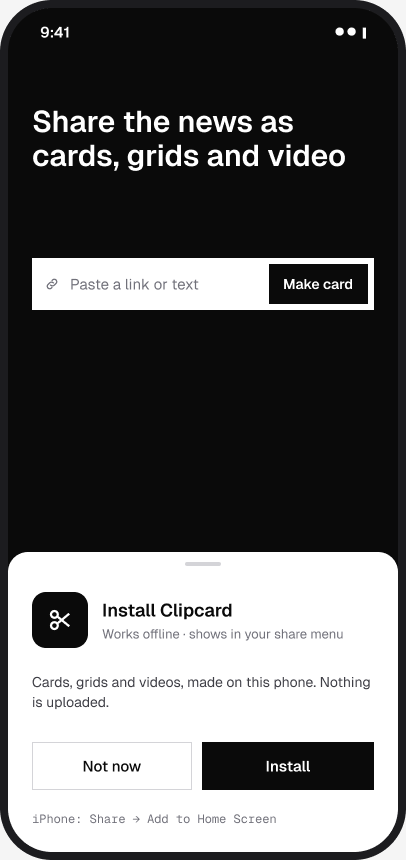 9:41
Share the news as
cards, grids and video
Paste a link or text
Make card
Install Clipcard
Works offline · shows in your share menu
Cards, grids and videos, made on this phone. Nothing
is uploaded.
Not now
Install
iPhone: Share → Add to Home Screen